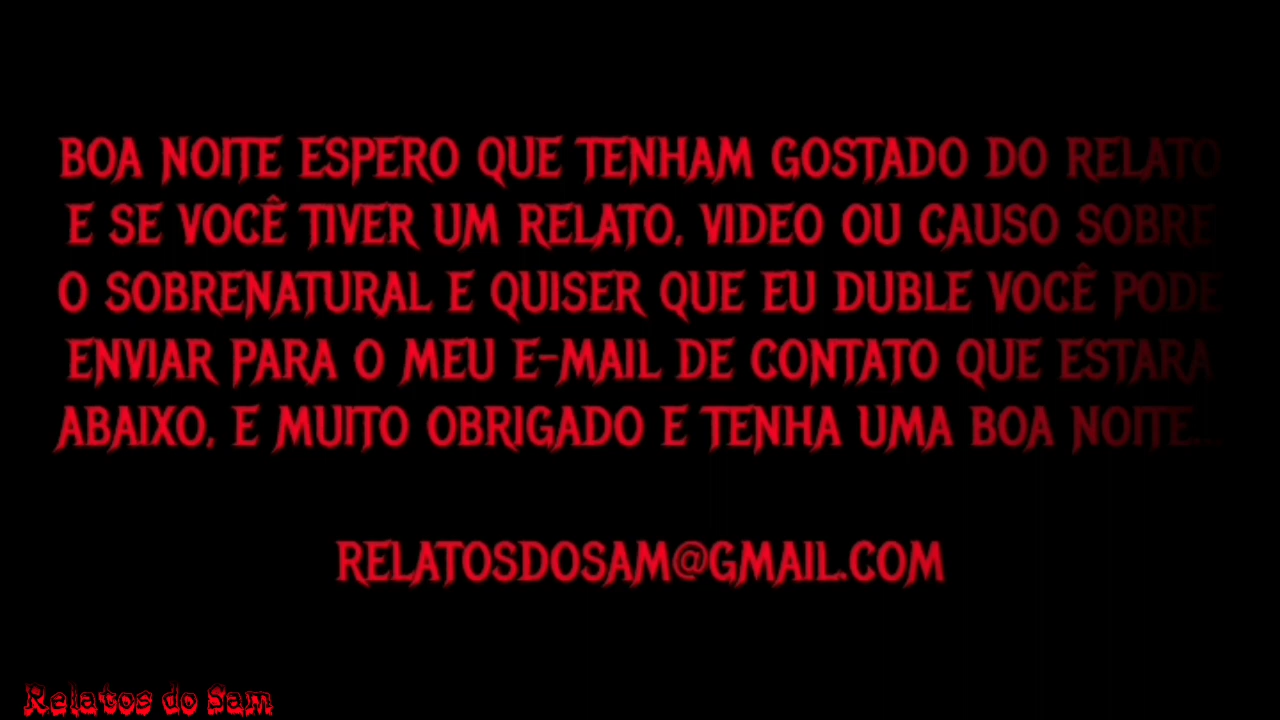 BOA NOITE ESPERO QUE TENHAM GOSTADO DO RELATO
E SE VOCÊ TIVER UM RELATO, VIDEO OU CAUSO SOBRE
O SOBRENATURAL E QUISER QUE EU DUBLE VOCÊ PODE
ENVIAR PARA O MEU E-MAIL DE CONTATO QUE ESTARA
ABAIXO, E MUITO OBRIGADO E TENHA UMA BOA NOITE...
RELATOSDOSAM@GMAIL.COM
Relatos do Sam